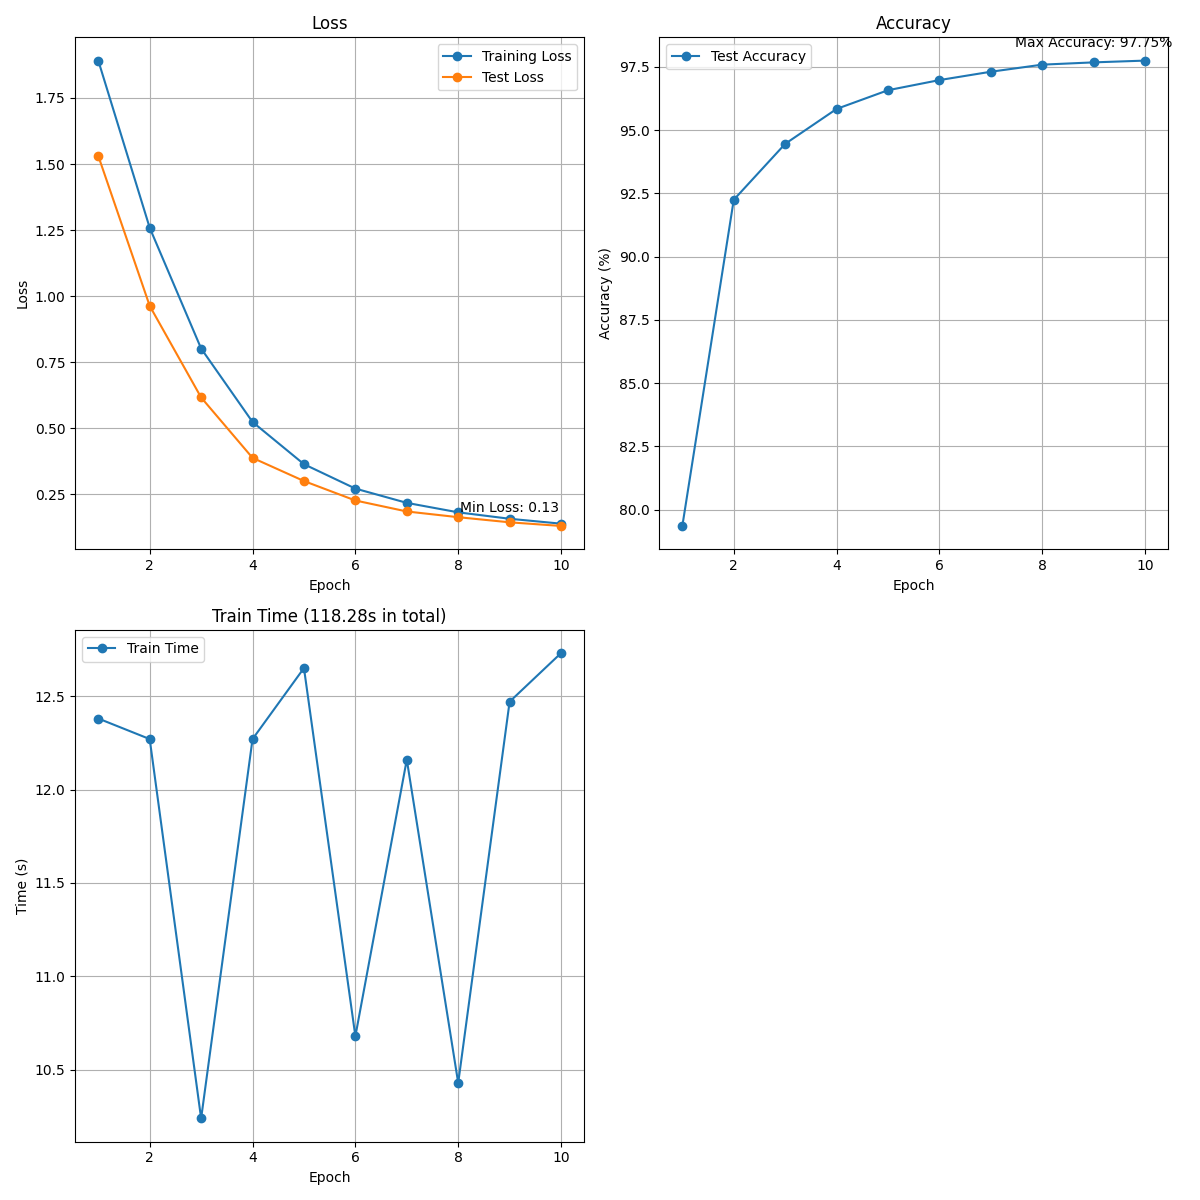 Loss
Training Loss
Test Loss
1.75
1.50
1.25
1.00
0.75
0.50
0.25
Loss
Min Loss: 0.13
2 4 6 8 10
Epoch
Accuracy
Max Accuracy: 97.75%
Test Accuracy
97.5
95.0
92.5
90.0
87.5
85.0
82.5
80.0
Accuracy (%)
2 4 6 8 10
Epoch
Train Time (118.28s in total)
Train Time
12.5
12.0
11.5
11.0
10.5
Time (s)
2 4 6 8 10
Epoch